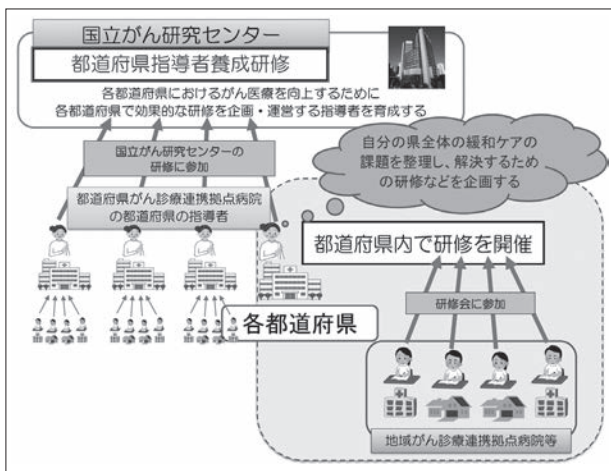 国立がん研究センター
都道府県指導者養成研修
各都道府県におけるがん医療を向上するために
各都道府県で効果的な研修を企画・運営する指導者を育成する
国立がん研究センターの
研修に参加
都道府県がん診療連携拠点病院
の都道府県の指導者
自分の県全体の緩和ケアの
課題を整理し、解決するため
の研修などを企画する
都道府県内で研修を開催
研修会に参加
各都道府県
地域がん診療連携拠点病院等